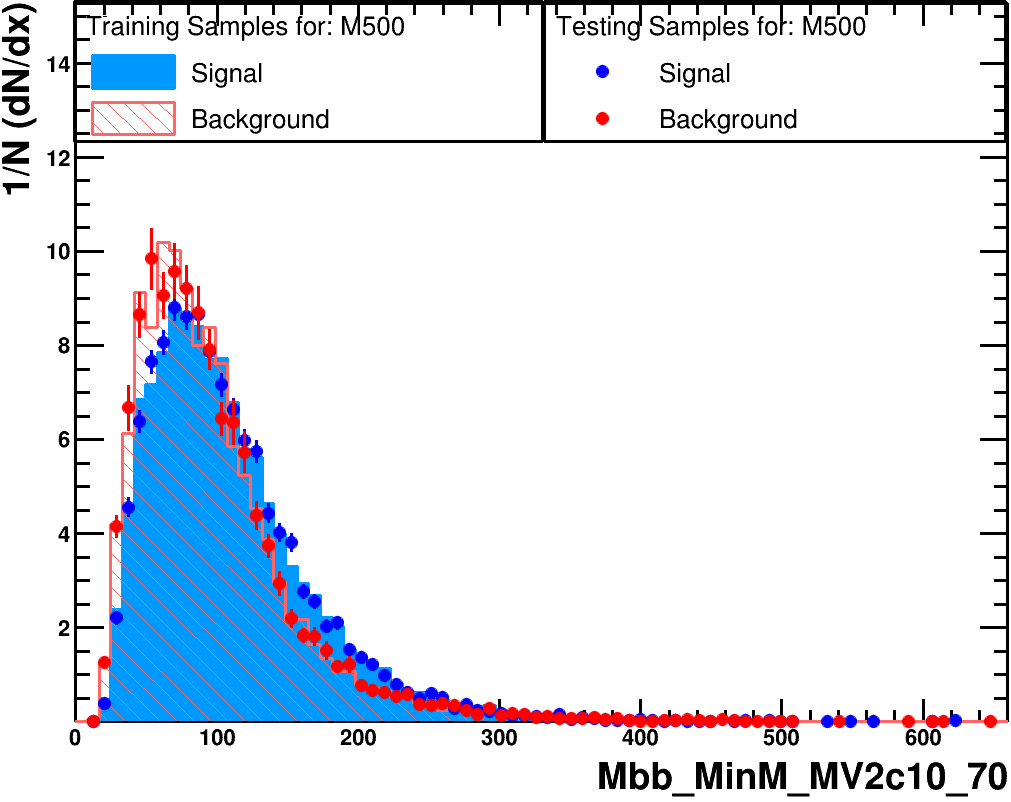 1/N (dN/dx)
Training Samples for: M500
Signal
Background
Testing Samples for: M500
Signal
Background
14
12
10
8
6
4
2
0 100 200 300 400 500 600
Mbb_MinM_MV2c10_70